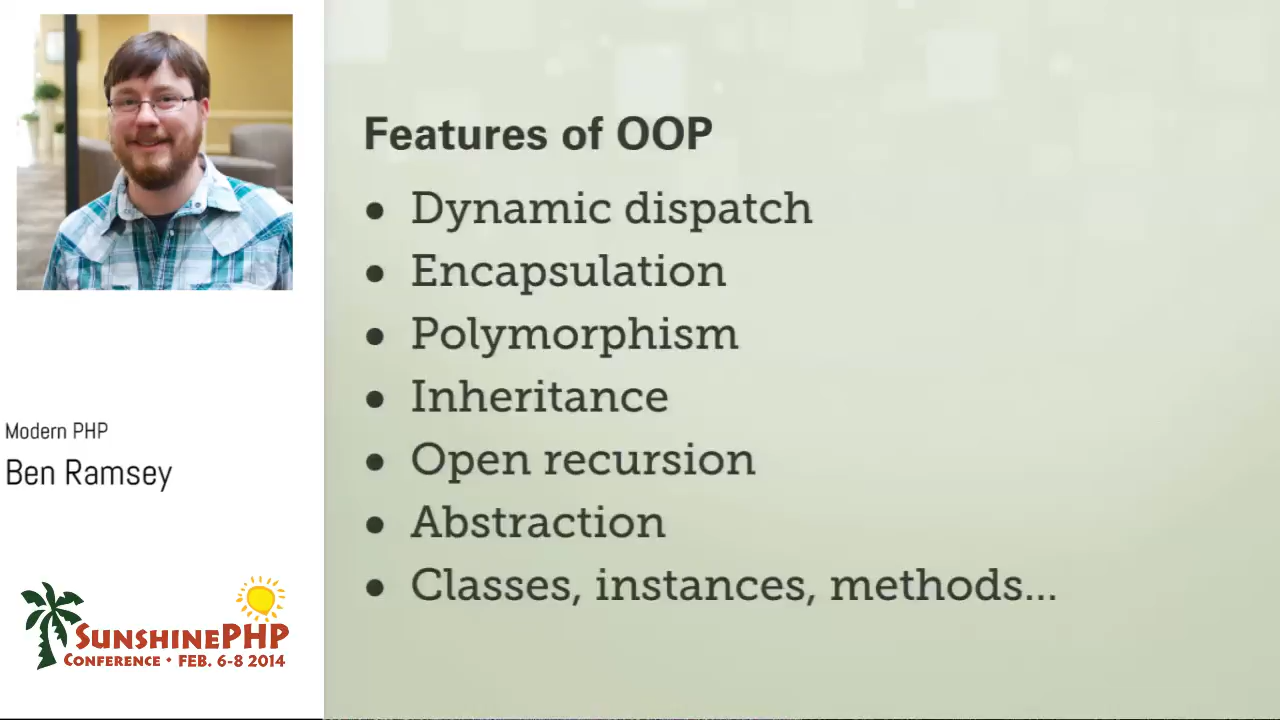 Features of OOP
• Dynamic dispatch
• Encapsulation
• Polymorphism
• Inheritance
• Open recursion
• Abstraction
• Classes, instances, methods...
Modern PHP
Ben Ramsey
SUNSHINEPHP
CONFERENCE • FEB. 6-8 2014